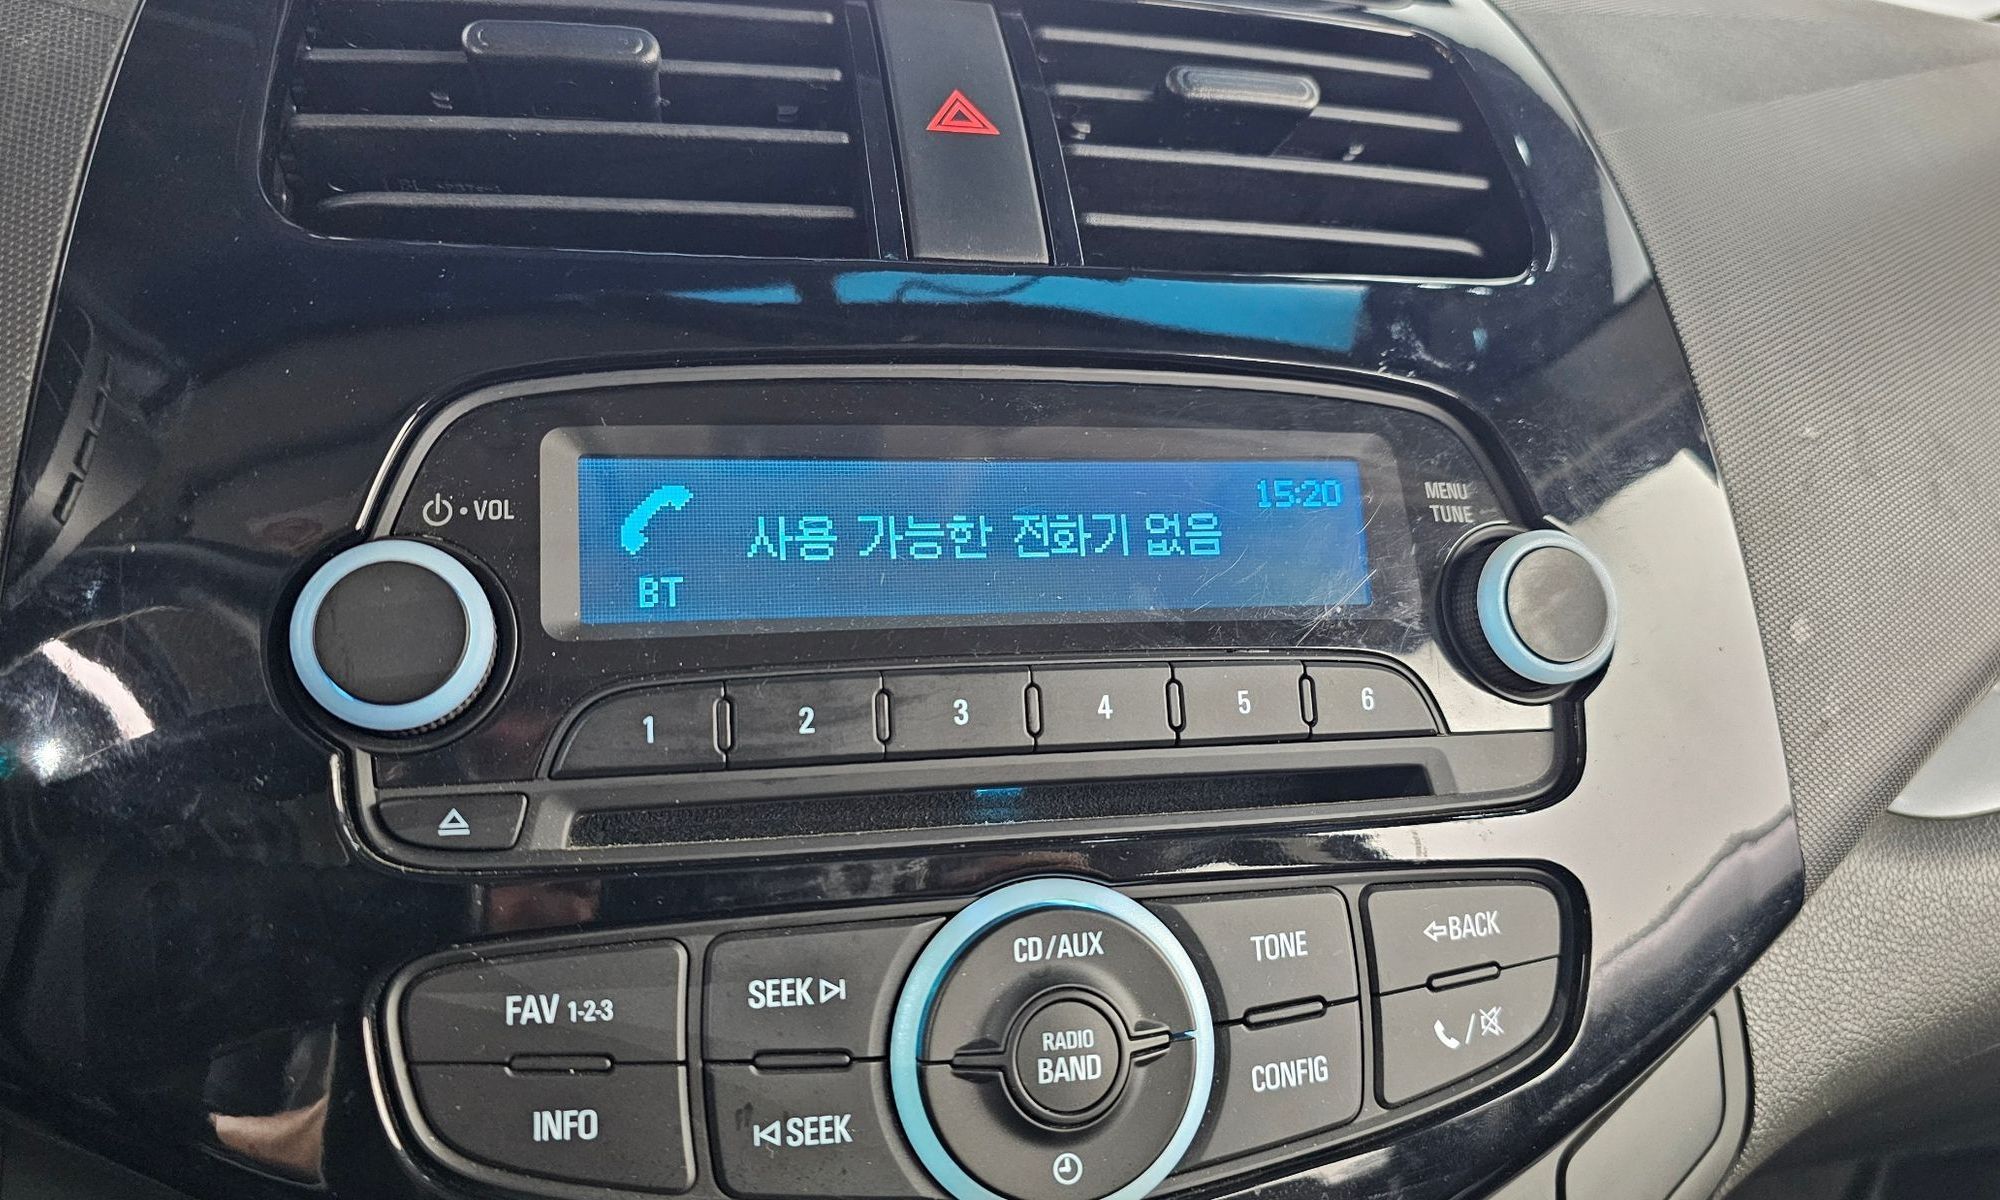 VOL
15:20
사용 가능한 전화기 없음
BT
MENU
TUNE
1 2 3 4 5 6
CD/AUX
FAV 1-2-3
SEEK
RADIO
BAND
TONE
BACK
INFO
SEEK
CONFIG